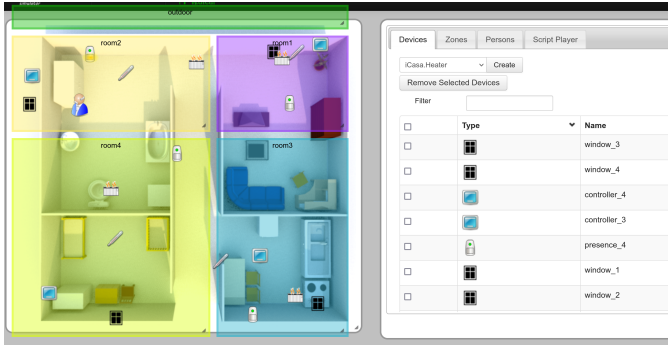 outdoor
room2
room1
room4
room3
Devices Zones Persons Script Player
iCasa.Heater Create
Remove Selected Devices
Filter
Type Name
window_3
window_4
controller_4
controller_3
presence_4
window_1
window_2